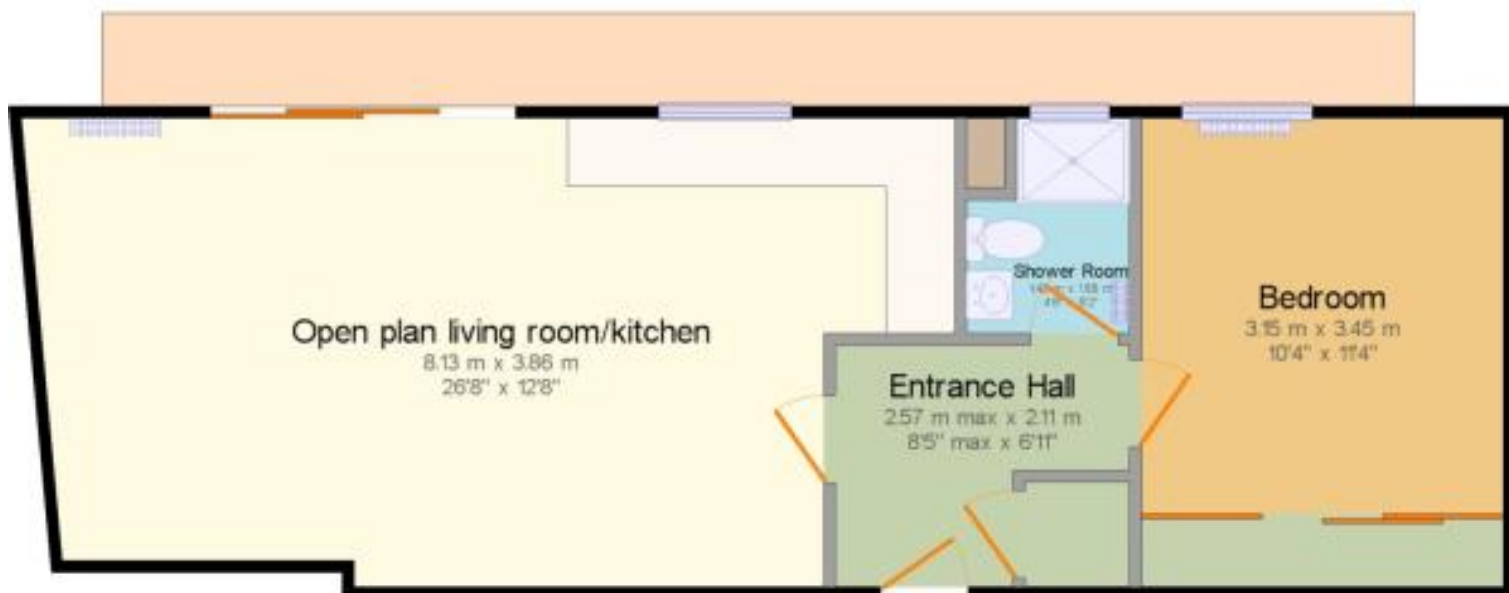 Open plan living room/kitchen
8.13 m x 3.86 m
26'8" x 12'8"
Shower Room
Entrance Hall
2.57 m max x 2.11 m
8'5" max x 6'11"
Bedroom
3.15 m x 3.45 m
10'4" x 11'4"